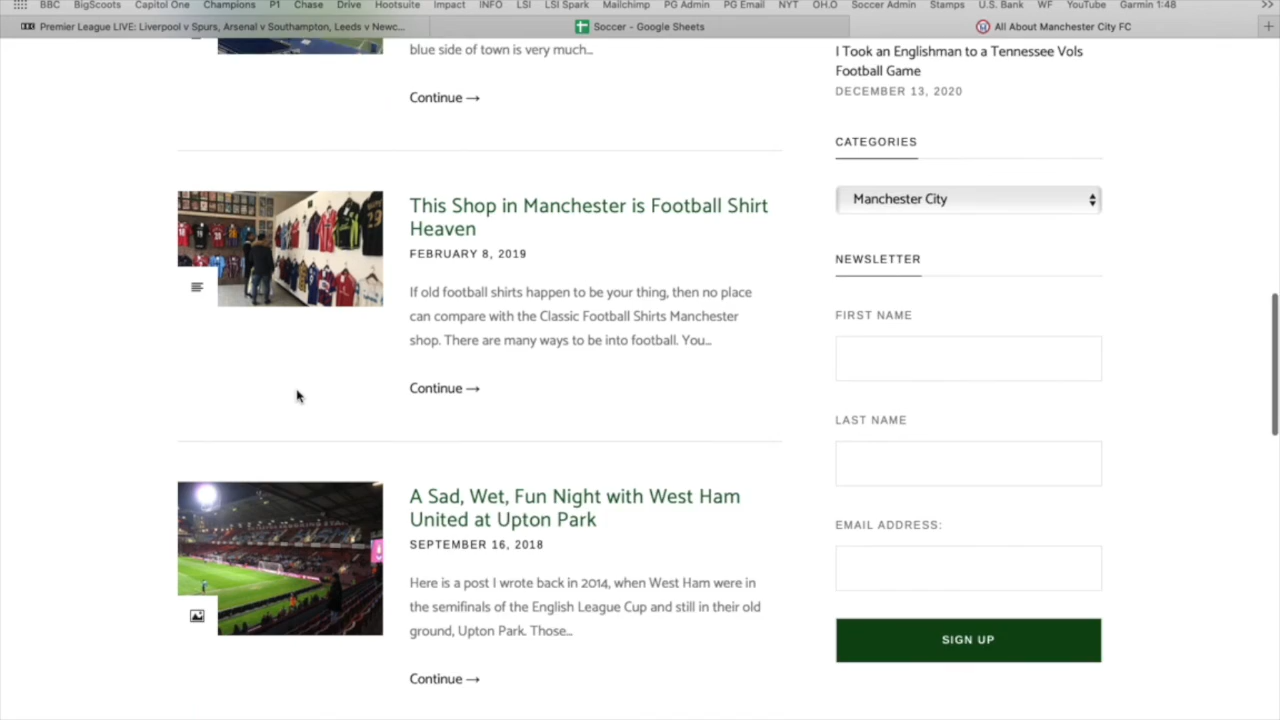 BBC BigScoots Capital One Champions P1 Chase Drive Hootsuite Impact INFO LSI LSI Spark Mailchimp PG Admin PG Email NYT OH.O Soccer Admin Stamps U.S. Bank WF YouTube Garmin 1:48 >>
BBC Premier League LIVE: Liverpool v Spurs, Arsenal v Southampton, Leeds v Newc...
Soccer - Google Sheets
All About Manchester City FC
blue side of town is very much…
Continue →
This Shop in Manchester is Football Shirt
Heaven
FEBRUARY 8, 2019
If old football shirts happen to be your thing, then no place
can compare with the Classic Football Shirts Manchester
shop. There are many ways to be into football. You…
Continue →
A Sad, Wet, Fun Night with West Ham
United at Upton Park
SEPTEMBER 16, 2018
Here is a post I wrote back in 2014, when West Ham were in
the semifinals of the English League Cup and still in their old
ground, Upton Park. Those…
Continue →
I Took an Englishman to a Tennessee Vols
Football Game
DECEMBER 13, 2020
CATEGORIES
Manchester City
NEWSLETTER
FIRST NAME
LAST NAME
EMAIL ADDRESS:
SIGN UP